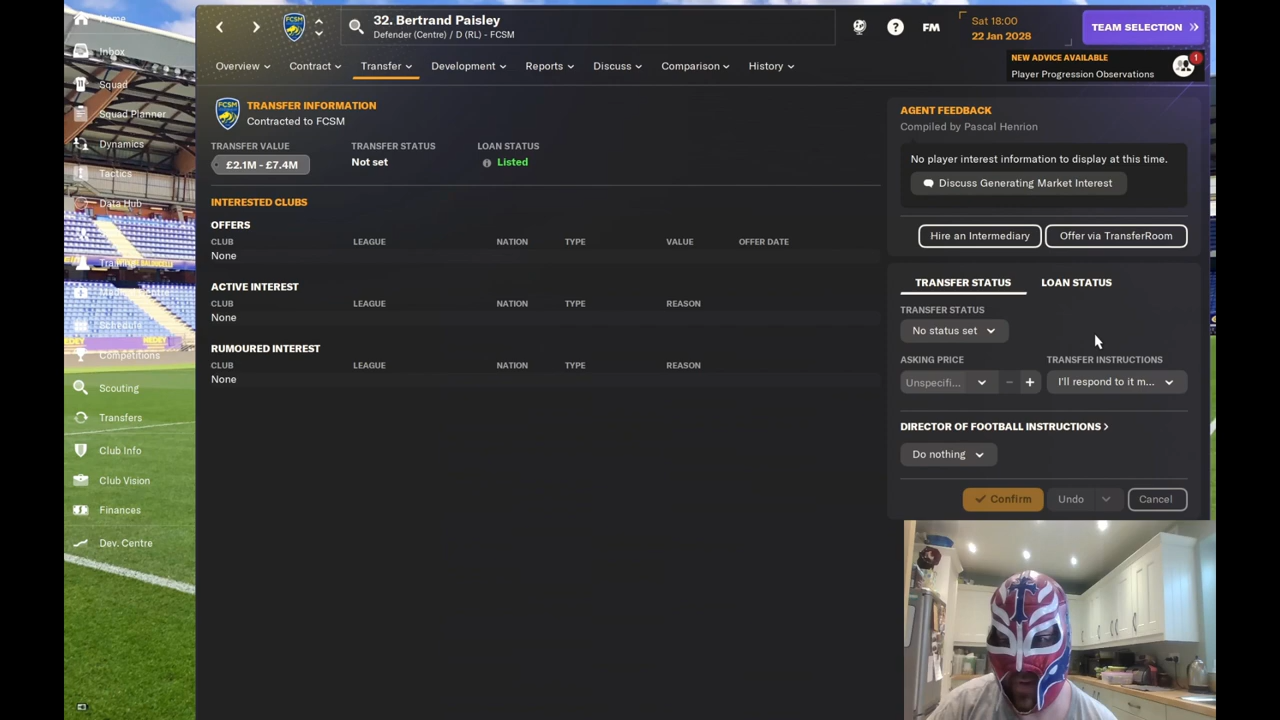 Home
Inbox
Squad
Squad Planner
Dynamics
Tactics
Data Hub
Schedule
Competitions
Scouting
Transfers
Club Info
Club Vision
Finances
Dev. Centre
FCSM
32. Bertrand Paisley
Defender (Centre) / D (RL) - FCSM
?
FM
Sat 18:00
22 Jan 2028
TEAM SELECTION
Overview
Contract
Transfer
Development
Reports
Discuss
Comparison
History
NEW ADVICE AVAILABLE
Player Progression Observations
1
FCSM
TRANSFER INFORMATION
Contracted to FCSM
TRANSFER VALUE TRANSFER STATUS LOAN STATUS
£2.1M - £7.4M Not set Listed
INTERESTED CLUBS
OFFERS
CLUB LEAGUE NATION TYPE VALUE OFFER DATE
None
ACTIVE INTEREST
CLUB LEAGUE NATION TYPE REASON
None
RUMOURED INTEREST
CLUB LEAGUE NATION TYPE REASON
None
AGENT FEEDBACK
Compiled by Pascal Henrion
No player interest information to display at this time.
Discuss Generating Market Interest
Hire an Intermediary Offer via TransferRoom
TRANSFER STATUS LOAN STATUS
TRANSFER STATUS
No status set
ASKING PRICE TRANSFER INSTRUCTIONS
Unspecifi... I'll respond to it m...
DIRECTOR OF FOOTBALL INSTRUCTIONS >
Do nothing
Confirm Undo Cancel